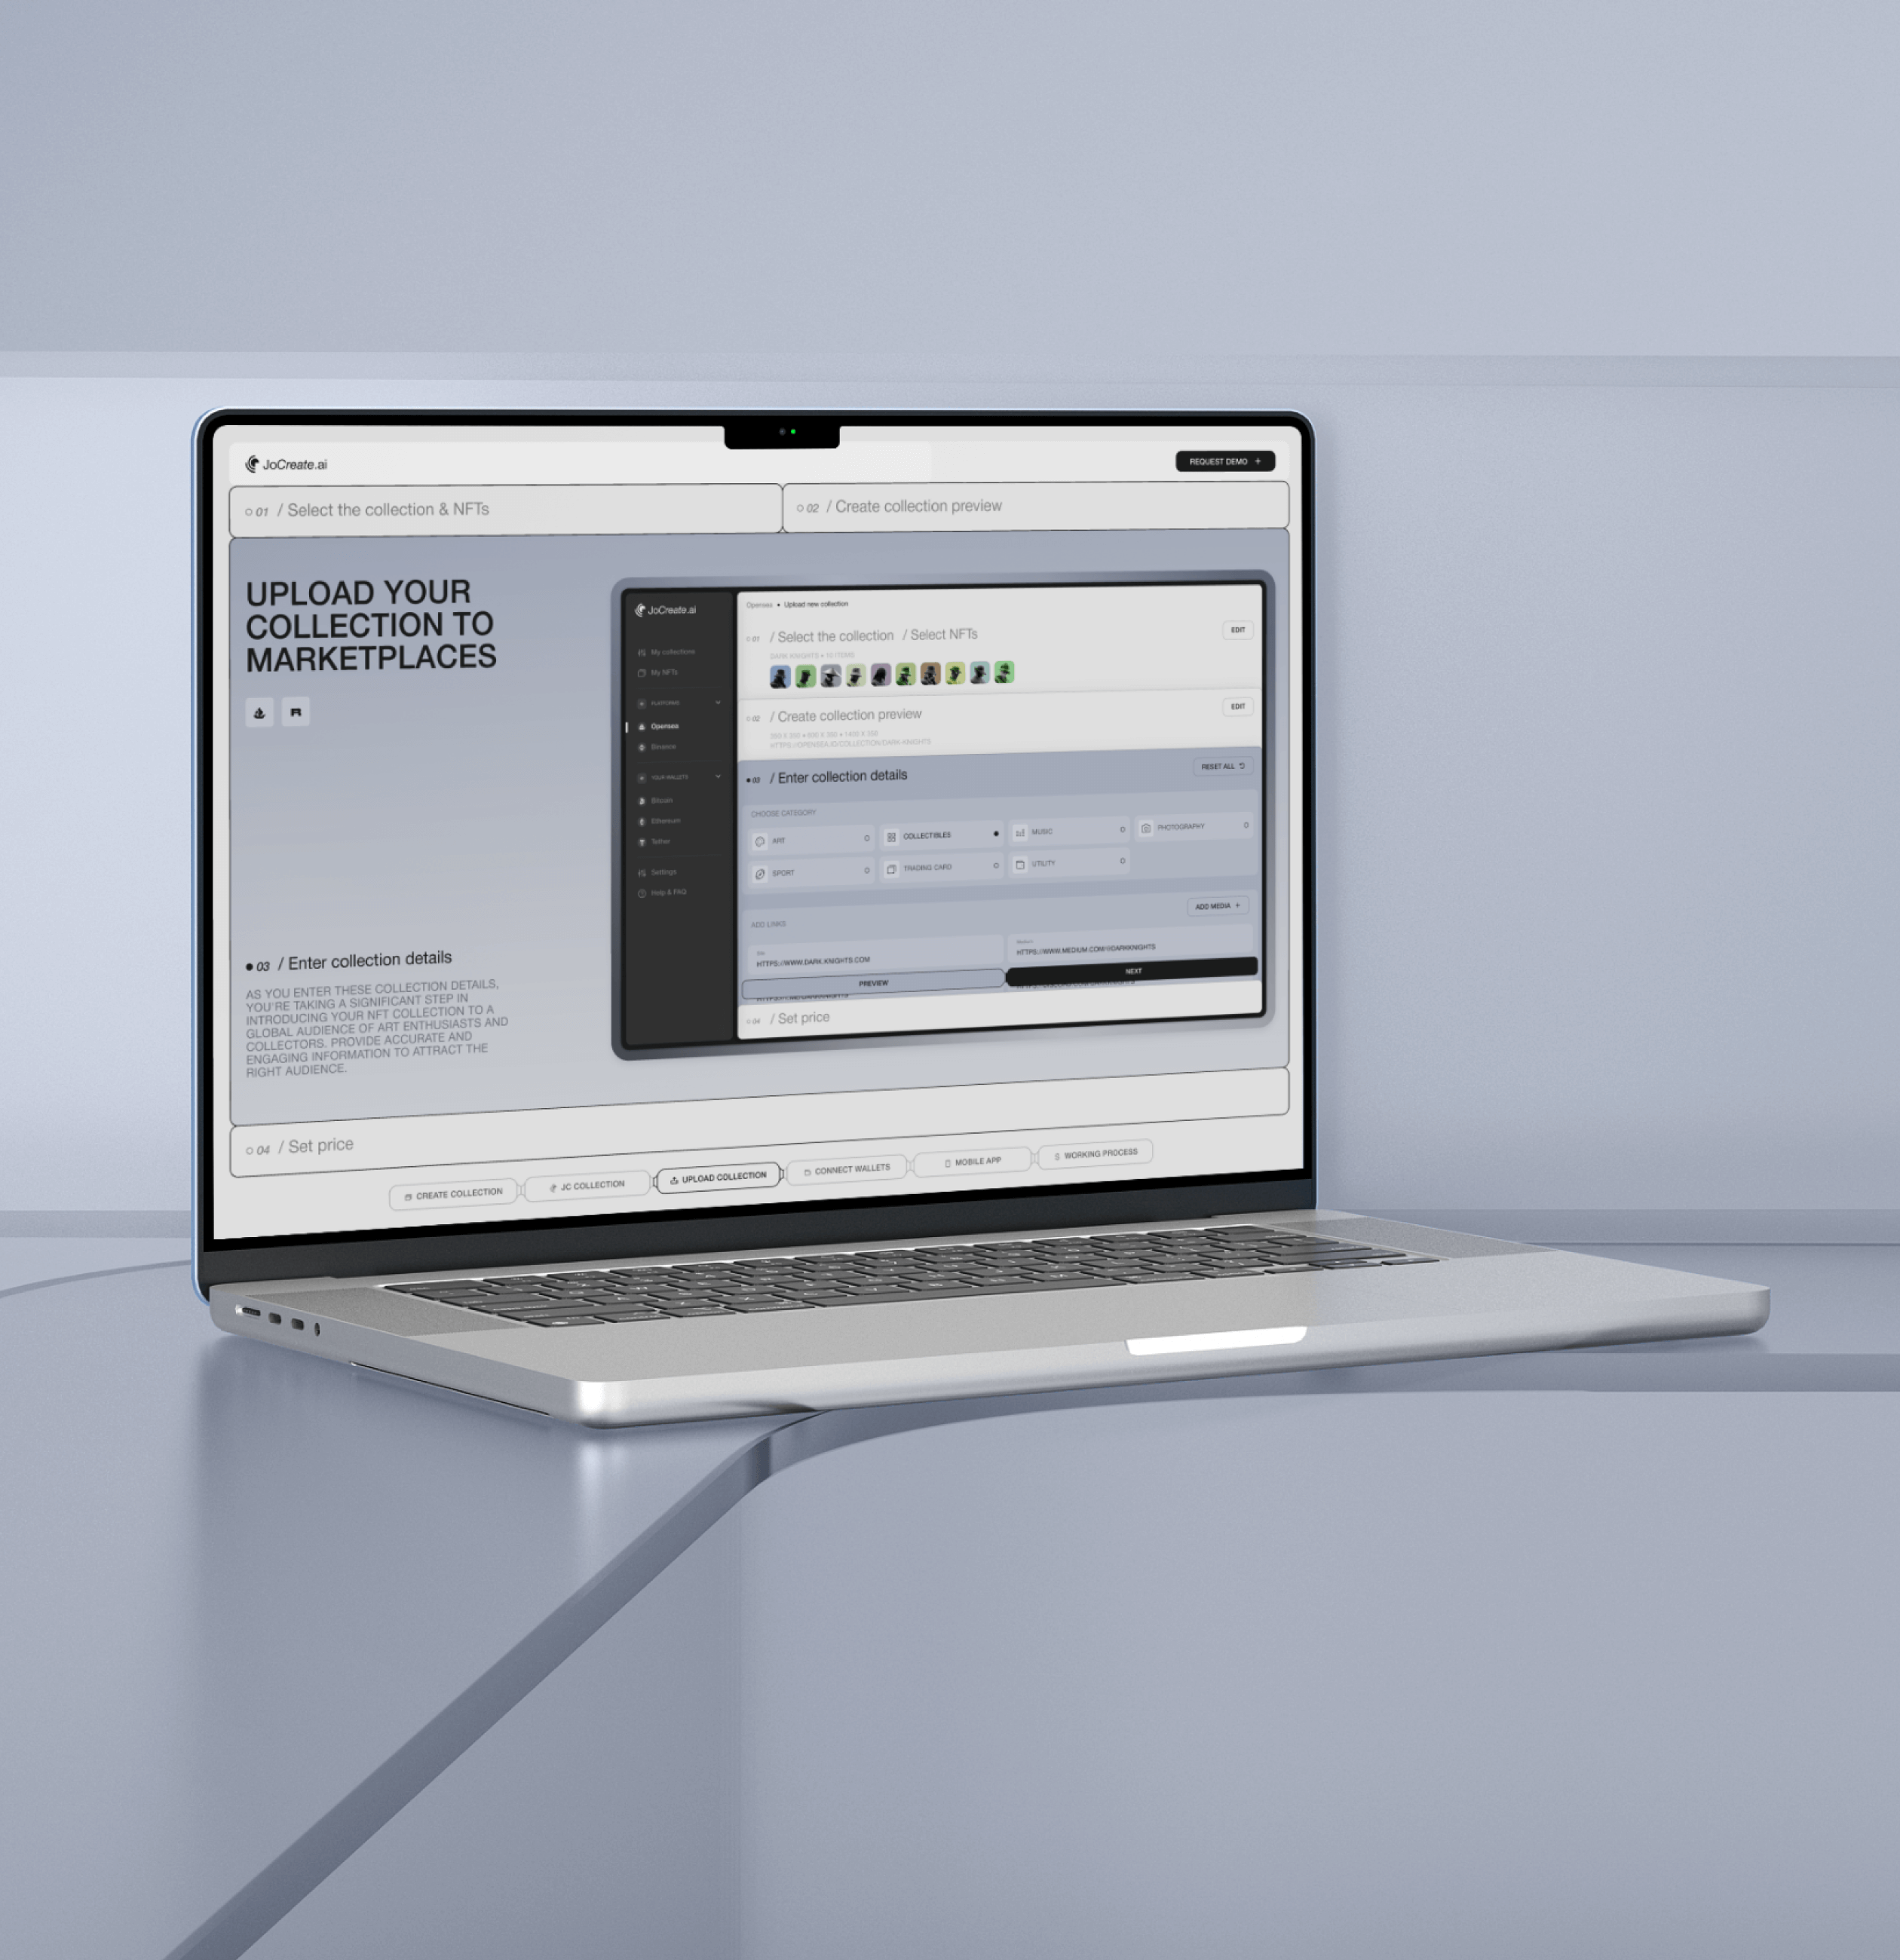 JoCreate.ai
REQUEST DEMO +
01 / Select the collection & NFTs
02 / Create collection preview
UPLOAD YOUR
COLLECTION TO
MARKETPLACES
03 / Enter collection details
AS YOU ENTER THESE COLLECTION DETAILS,
YOU'RE TAKING A SIGNIFICANT STEP IN
INTRODUCING YOUR NFT COLLECTION TO A
GLOBAL AUDIENCE OF ART ENTHUSIASTS AND
COLLECTORS. PROVIDE ACCURATE AND
ENGAGING INFORMATION TO ATTRACT THE
RIGHT AUDIENCE.
JoCreate.ai
My collections
My NFTs
PLATFORMS
Opensea
Binance
YOUR WALLETS
Bitcoin
Ethereum
Tether
Settings
Help & FAQ
Opensea • Upload new collection
01 / Select the collection / Select NFTs
EDIT
DARK KNIGHTS • 10 ITEMS
02 / Create collection preview
EDIT
HTTPS://OPENSEA.IO/COLLECTION/DARK-KNIGHTS
03 / Enter collection details
RESET ALL
CHOOSE CATEGORY
ART
COLLECTIBLES
MUSIC
PHOTOGRAPHY
SPORT
TRADING CARD
UTILITY
ADD LINKS
ADD MEDIA +
Site
HTTPS://WWW.DARK.KNIGHTS.COM
Medium
HTTPS://WWW.MEDIUM.COM/@DARKKNIGHTS
PREVIEW
NEXT
04 / Set price
04 / Set price
CREATE COLLECTION
JC COLLECTION
UPLOAD COLLECTION
CONNECT WALLETS
MOBILE APP
WORKING PROCESS